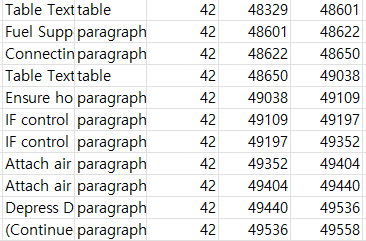 Table Text table 42 48329 48601
Fuel Supp paragraph 42 48601 48622
Connectin paragraph 42 48622 48650
Table Text table 42 48650 49038
Ensure ho paragraph 42 49038 49109
IF control paragraph 42 49109 49197
IF control paragraph 42 49197 49352
Attach air paragraph 42 49352 49404
Attach air paragraph 42 49404 49440
Depress D paragraph 42 49440 49536
(Continue paragraph 42 49536 49558